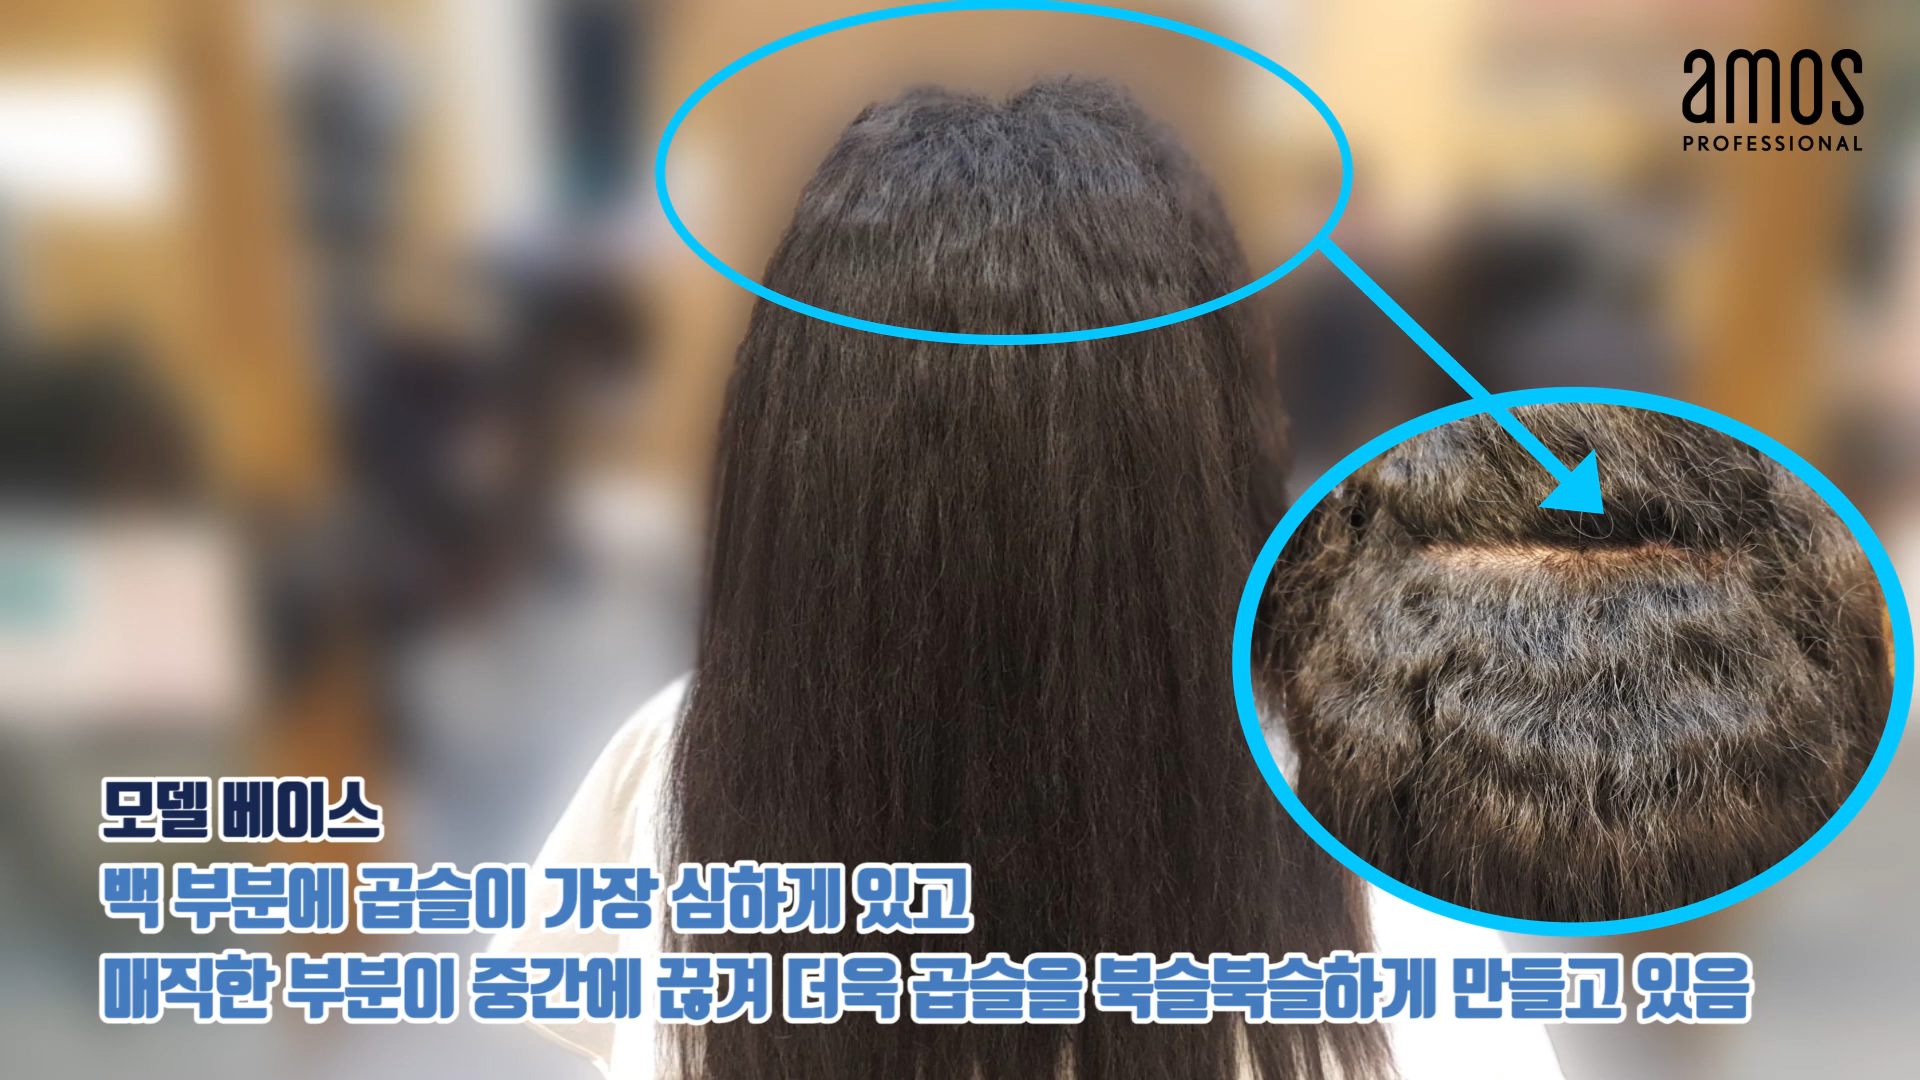 amos
PROFESSIONAL
모델 베이스
백 부분에 곱슬이 가장 심하게 있고
매직한 부분이 중간에 끊겨 더욱 곱슬을 북슬북슬하게 만들고 있음